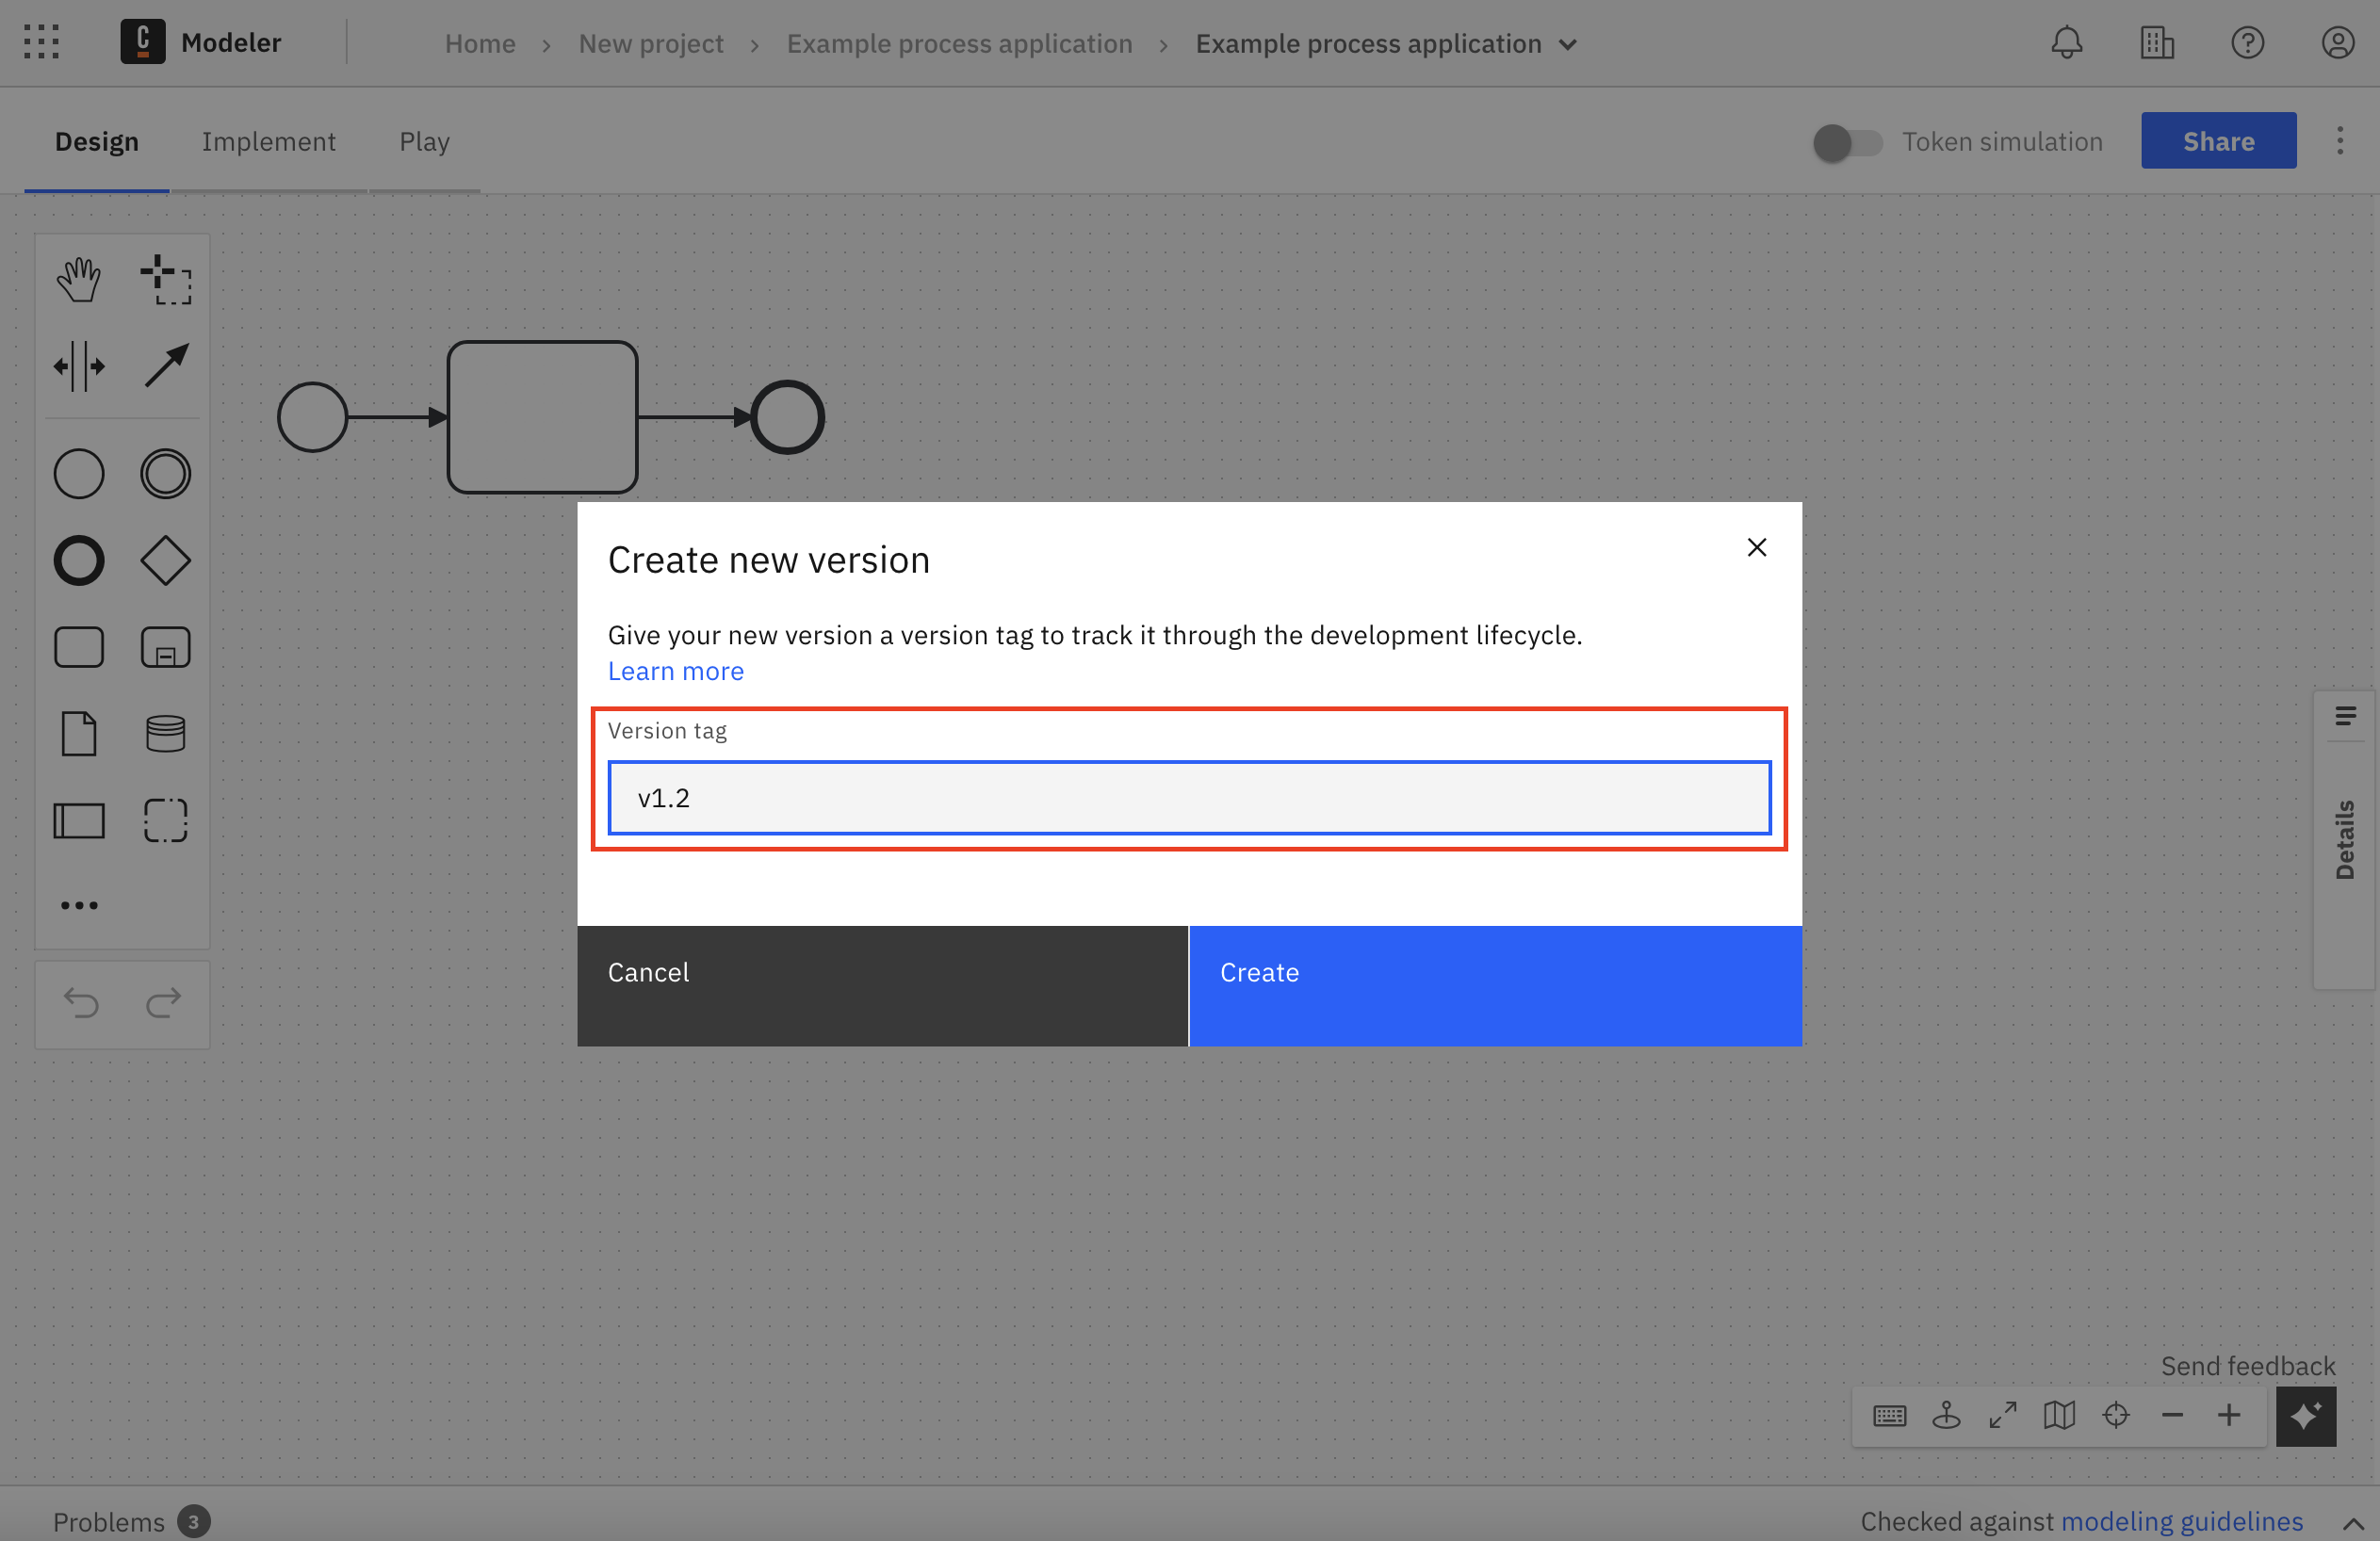 C Modeler
Home > New project > Example process application > Example process application
Design Implement Play
Token simulation Share
Create new version
Give your new version a version tag to track it through the development lifecycle.
Learn more
Version tag
v1.2
Cancel Create
Details
Send feedback
Problems 3
Checked against modeling guidelines